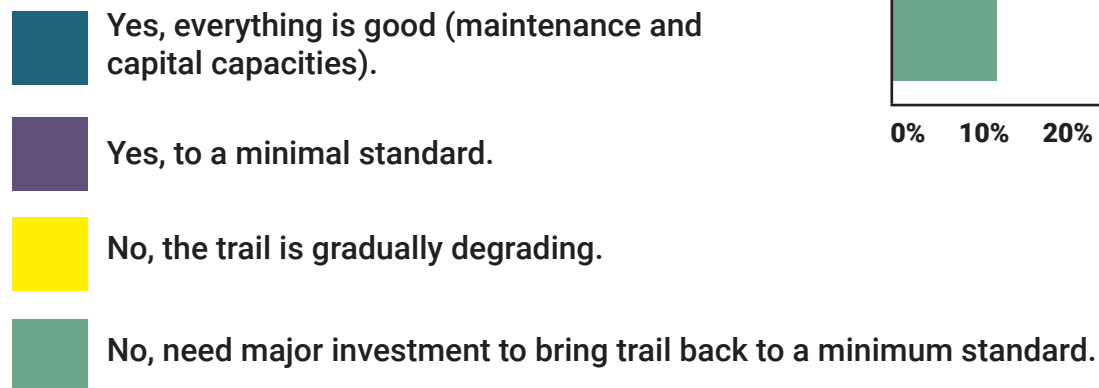 Yes, everything is good (maintenance and
capital capacities).
0% 10% 20%
Yes, to a minimal standard.
No, the trail is gradually degrading.
No, need major investment to bring trail back to a minimum standard.